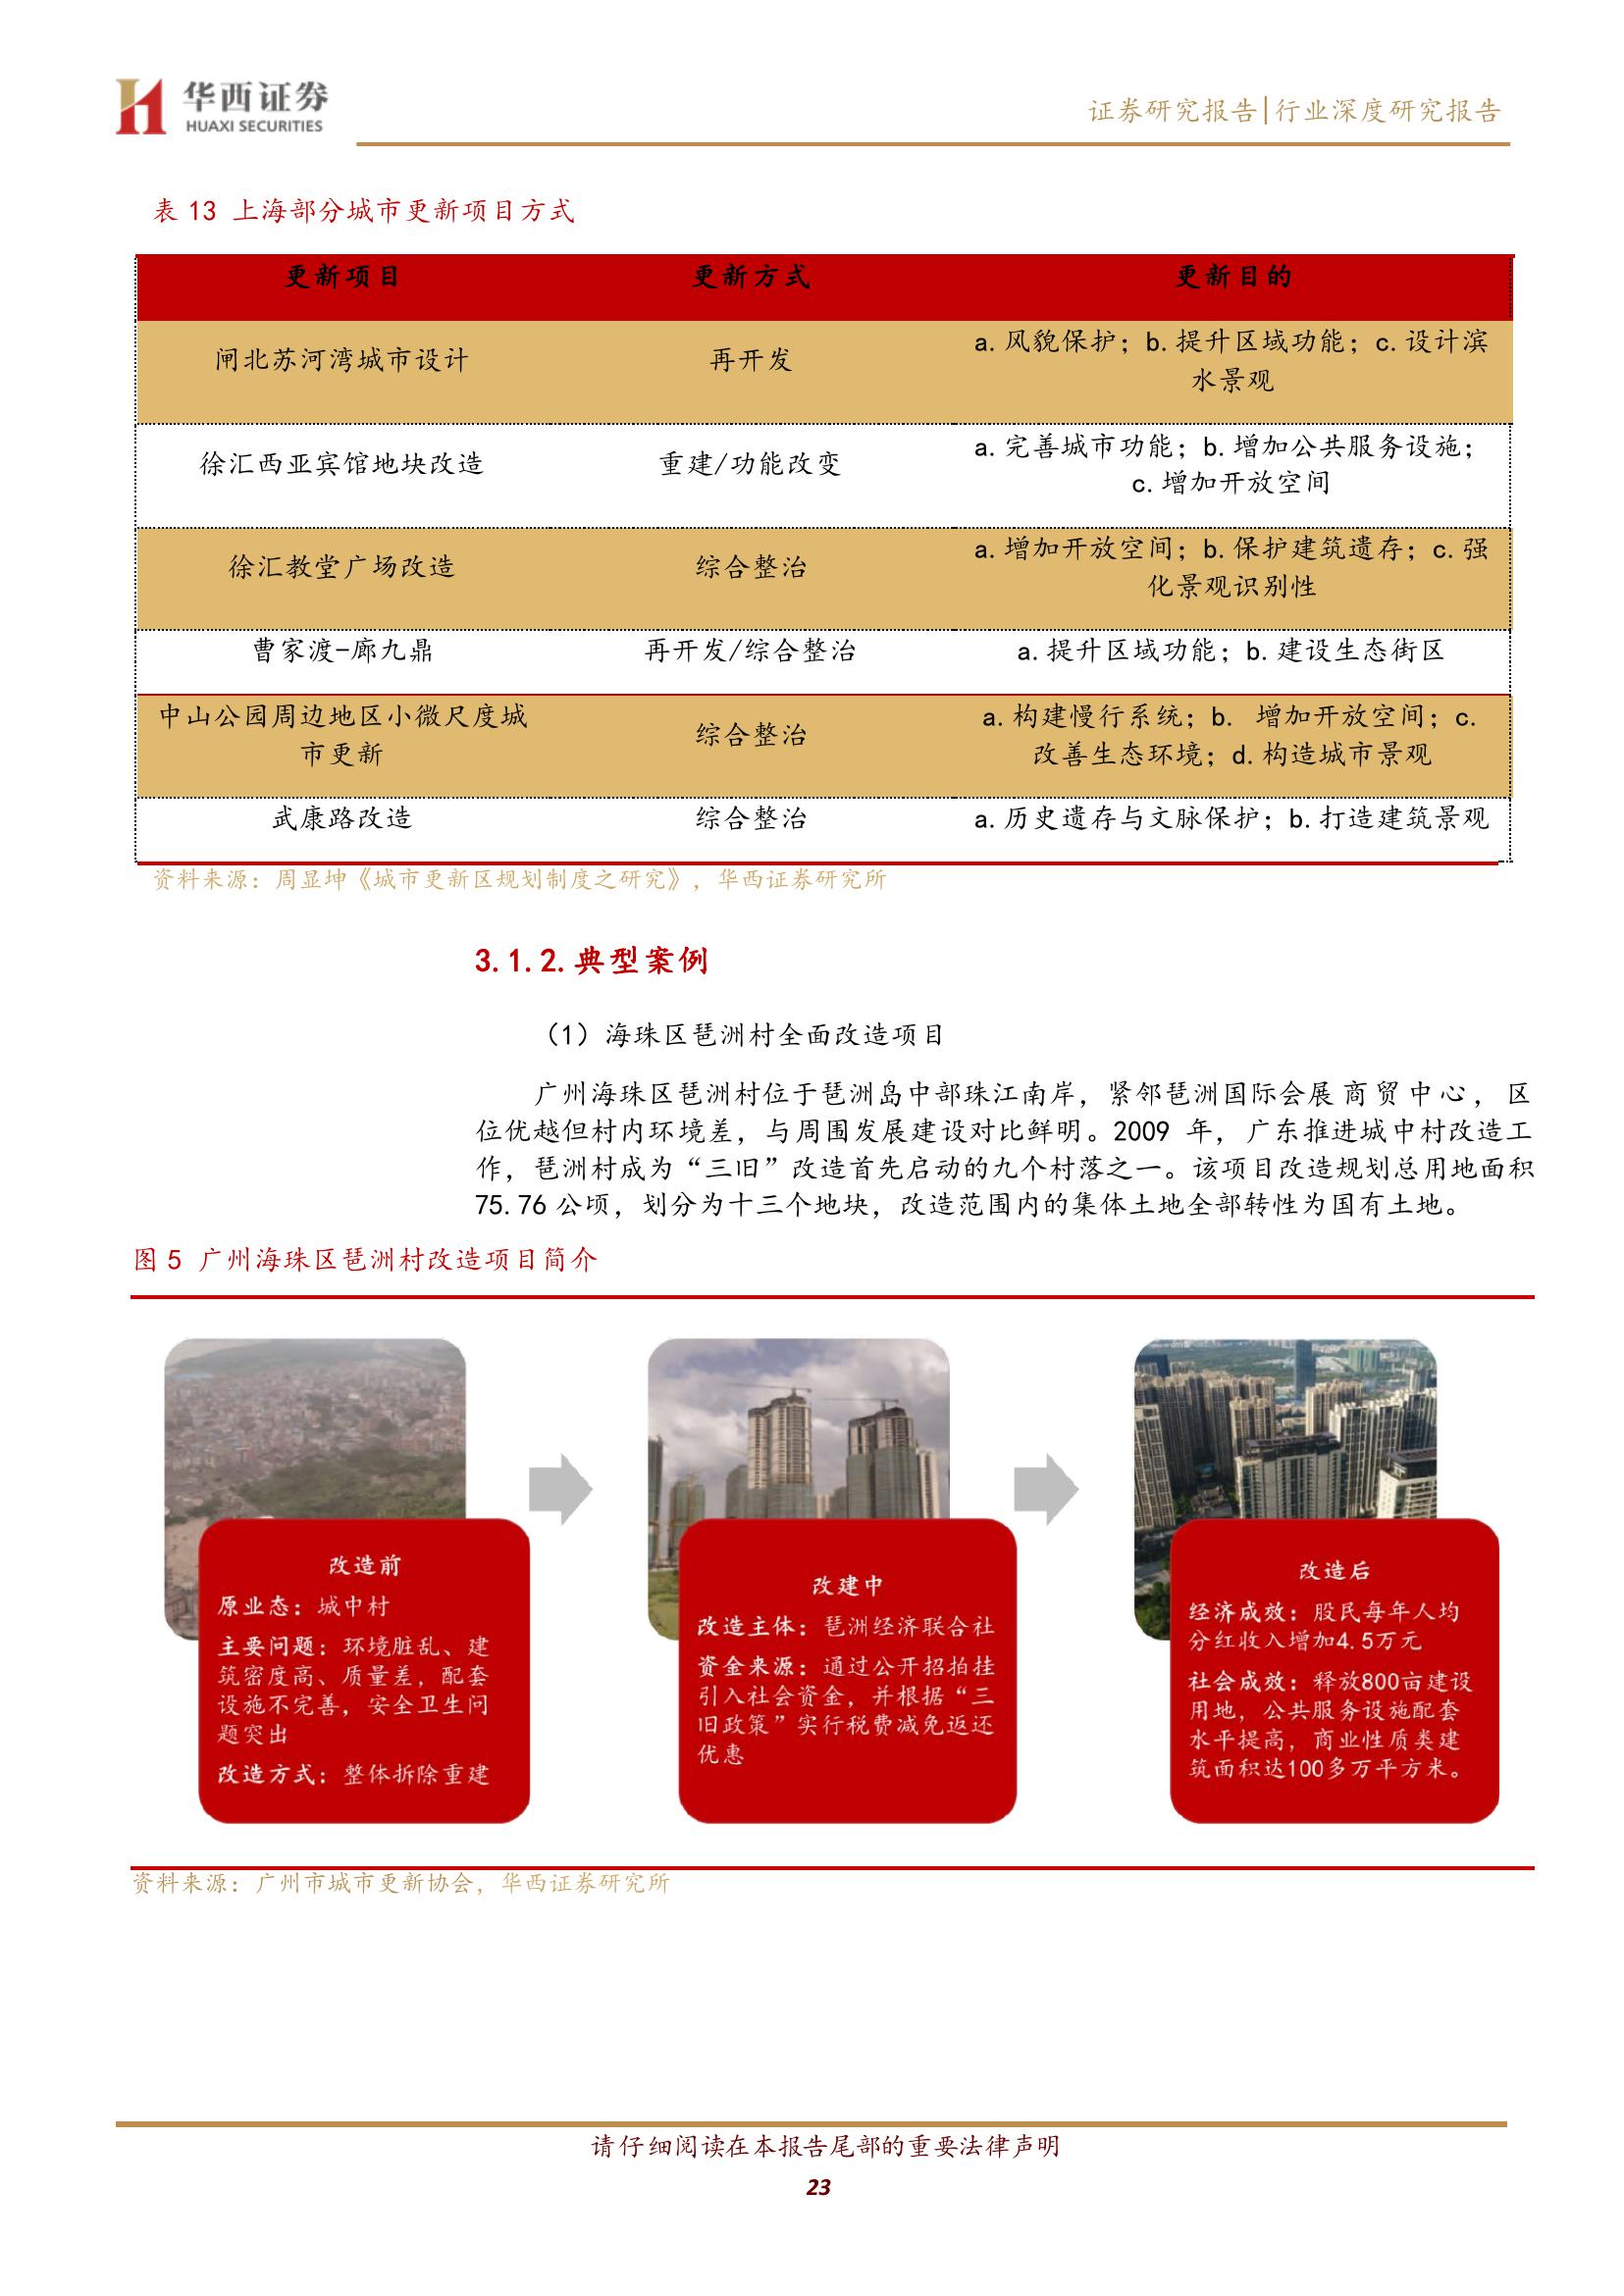 华西证券
HUAXI SECURITIES
证券研究报告|行业深度研究报告
表 13 上海部分城市更新项目方式
更新项目 更新方式 更新目的
闸北苏河湾城市设计 再开发 a.风貌保护；b.提升区域功能；c.设计滨
水景观
徐汇西亚宾馆地块改造 重建/功能改变 a.完善城市功能；b.增加公共服务设施；
c.增加开放空间
徐汇教堂广场改造 综合整治 a.增加开放空间；b.保护建筑遗存；c.强
化景观识别性
曹家渡-廊九鼎 再开发/综合整治 a.提升区域功能；b.建设生态街区
中山公园周边地区小微尺度城
市更新 综合整治 a.构建慢行系统；b. 增加开放空间；c.
改善生态环境；d.构造城市景观
武康路改造 综合整治 a.历史遗存与文脉保护；b.打造建筑景观
资料来源：周显坤《城市更新区规划制度之研究》，华西证券研究所
3.1.2.典型案例
（1）海珠区琶洲村全面改造项目
广州海珠区琶洲村位于琶洲岛中部珠江南岸，紧邻琶洲国际会展商贸中心，区
位优越但村内环境差，与周围发展建设对比鲜明。2009 年，广东推进城中村改造工
作，琶洲村成为“三旧”改造首先启动的九个村落之一。该项目改造规划总用地面积
75.76 公顷，划分为十三个地块，改造范围内的集体土地全部转性为国有土地。
图 5 广州海珠区琶洲村改造项目简介
改造前
原业态：城中村
主要问题：环境脏乱、建
筑密度高、质量差，配套
设施不完善，安全卫生问
题突出
改造方式：整体拆除重建
改建中
改造主体：琶洲经济联合社
资金来源：通过公开招拍挂
引入社会资金，并根据“三
旧政策”实行税费减免返还
优惠
改造后
经济成效：股民每年人均
分红收入增加4.5万元
社会成效：释放800亩建设
用地，公共服务设施配套
水平提高，商业性质类建
筑面积达100多万平方米。
资料来源：广州市城市更新协会，华西证券研究所
请仔细阅读在本报告尾部的重要法律声明
23